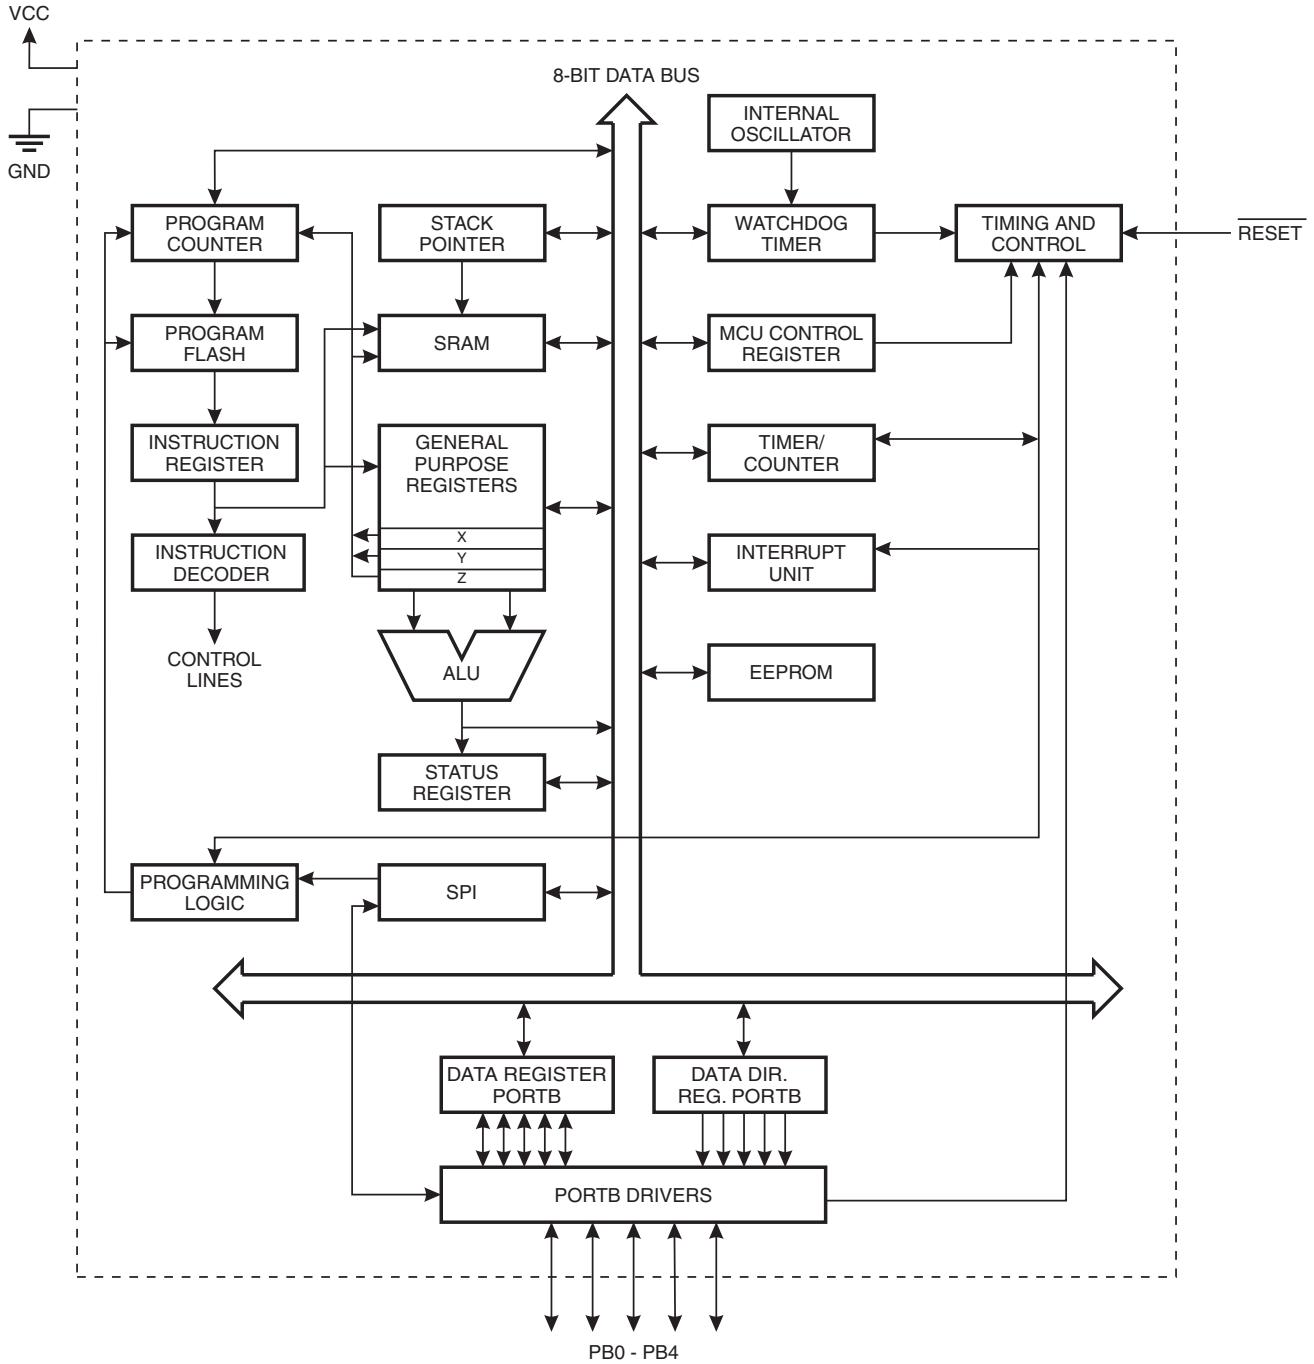 VCC
8-BIT DATA BUS
INTERNAL
OSCILLATOR
GND
PROGRAM
COUNTER
STACK
POINTER
WATCHDOG
TIMER
TIMING AND
CONTROL
RESET
PROGRAM
FLASH
SRAM
MCU CONTROL
REGISTER
INSTRUCTION
REGISTER
GENERAL
PURPOSE
REGISTERS
X
Y
Z
TIMER/
COUNTER
INSTRUCTION
DECODER
INTERRUPT
UNIT
CONTROL
LINES
ALU
EEPROM
STATUS
REGISTER
PROGRAMMING
LOGIC
SPI
DATA REGISTER
PORTB
DATA DIR.
REG. PORTB
PORTB DRIVERS
PB0 - PB4